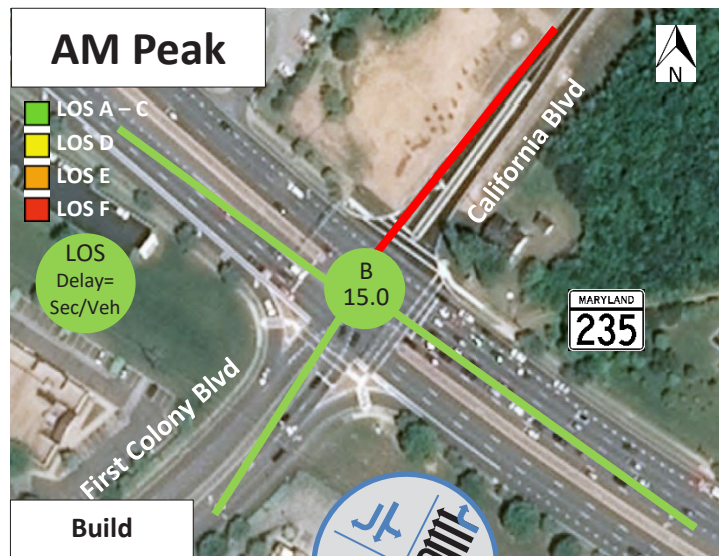 AM Peak
N
LOS A – C
LOS D
LOS E
LOS F
LOS
Delay=
Sec/Veh
California Blvd
B
15.0
MARYLAND
235
First Colony Blvd
Build